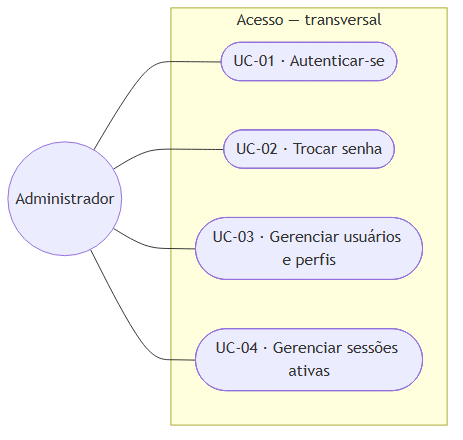 Acesso — transversal
UC-01 · Autenticar-se
UC-02 · Trocar senha
Administrador
UC-03 · Gerenciar usuários
e perfis
UC-04 · Gerenciar sessões
ativas